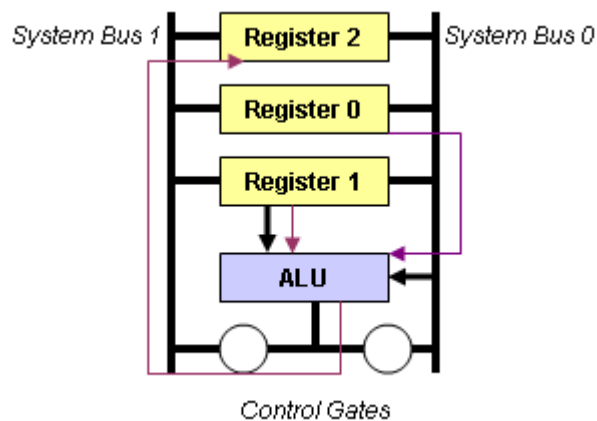 System Bus 1
Register 2
System Bus 0
Register 0
Register 1
ALU
Control Gates